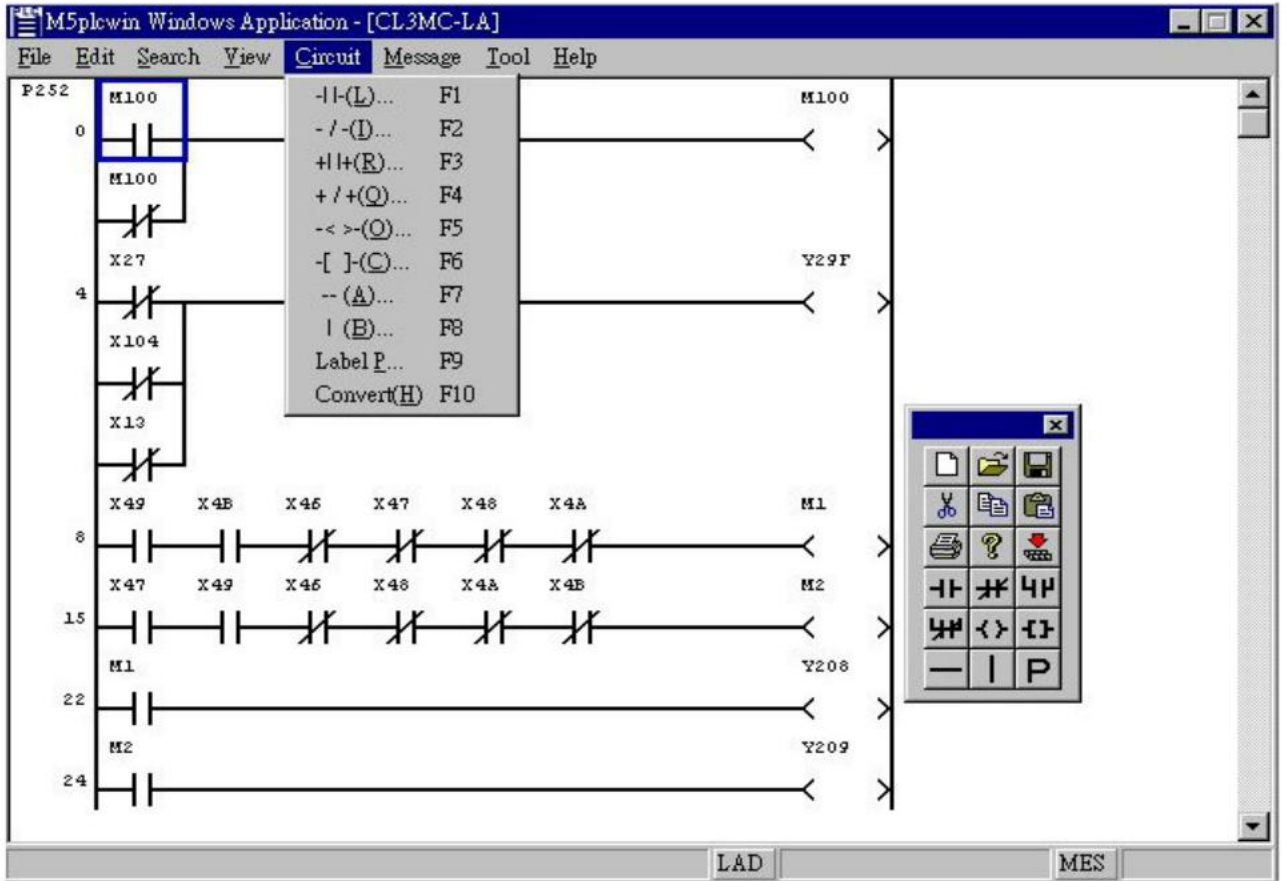 M5plcwin Windows Application - [CL3MC-LA]
File Edit Search View Circuit Message Tool Help
P252
M100 M100
0
M100
X27 Y29F
4
X104
X13
X49 X4B X46 X47 X48 X4A M1
8
X47 X49 X46 X48 X4A X4B M2
15
M1 Y208
22
M2 Y209
24
-| |-(L)... F1
- / -(I)... F2
+| |+(R)... F3
+ / +(Q)... F4
-< >-(O)... F5
-[ ]-(C)... F6
-- (A)... F7
| (B)... F8
Label P... F9
Convert(H) F10
P
LAD MES